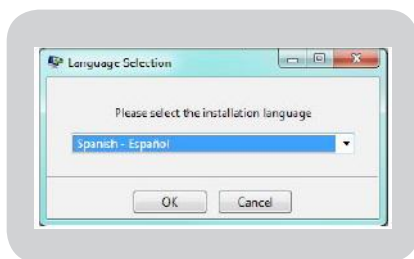 Language Selection
Please select the installation language
Spanish - Español
OK
Cancel